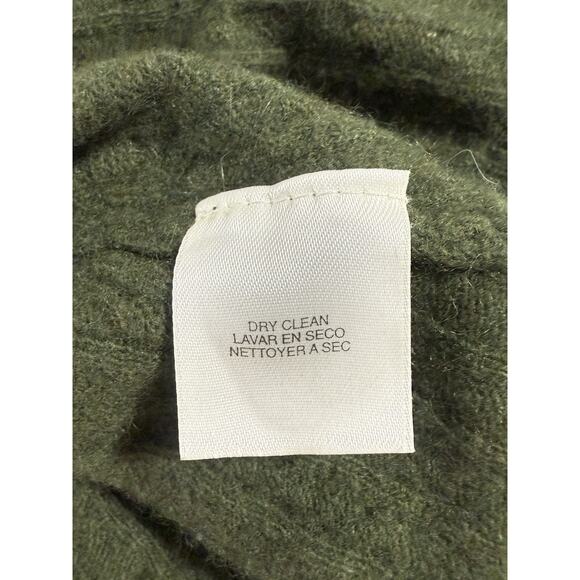 DRY CLEAN
LAVAR EN SECO
NETTOYER A SEC